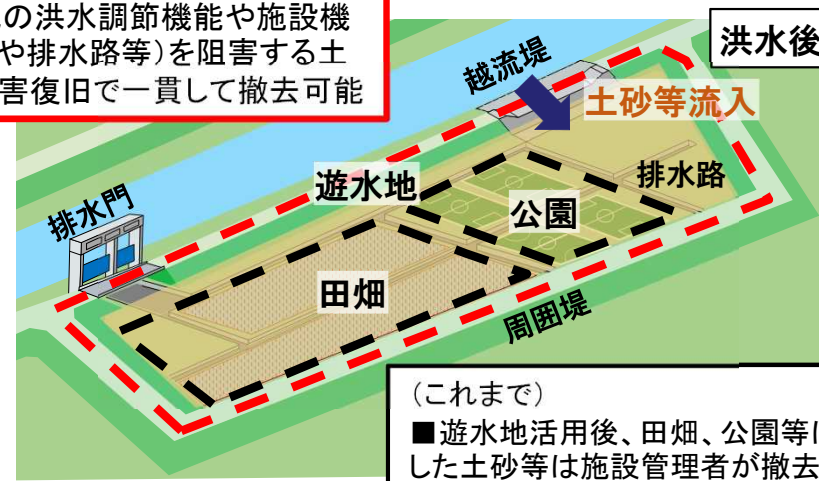 の洪水調節機能や施設機
や排水路等)を阻害する土
害復旧で一貫して撤去可能
洪水後
越流堤
土砂等流入
排水路
遊水地
公園
排水門
田畑
周囲堤
(これまで)
■遊水地活用後、田畑、公園等に
した土砂等は施設管理者が撤去